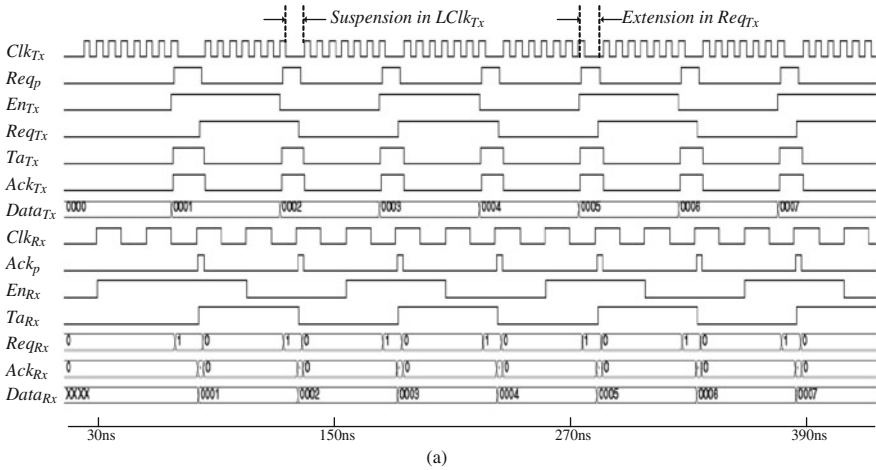 Suspension in LClkTx
Extension in ReqTx
ClkTx
Reqp
EnTx
ReqTx
TaTx
AckTx
DataTx 0000 0001 0002 0003 0004 0005 0006 0007
ClkRx
Ackp
EnRx
TaRx
ReqRx 0 1 0 1 0 1 0 1 0 1 0 1 0 1 0
AckRx 0 0 0 0 0 0 0 0
DataRx XXXX 0001 0002 0003 0004 0005 0006 0007
30ns 150ns 270ns 390ns
(a)